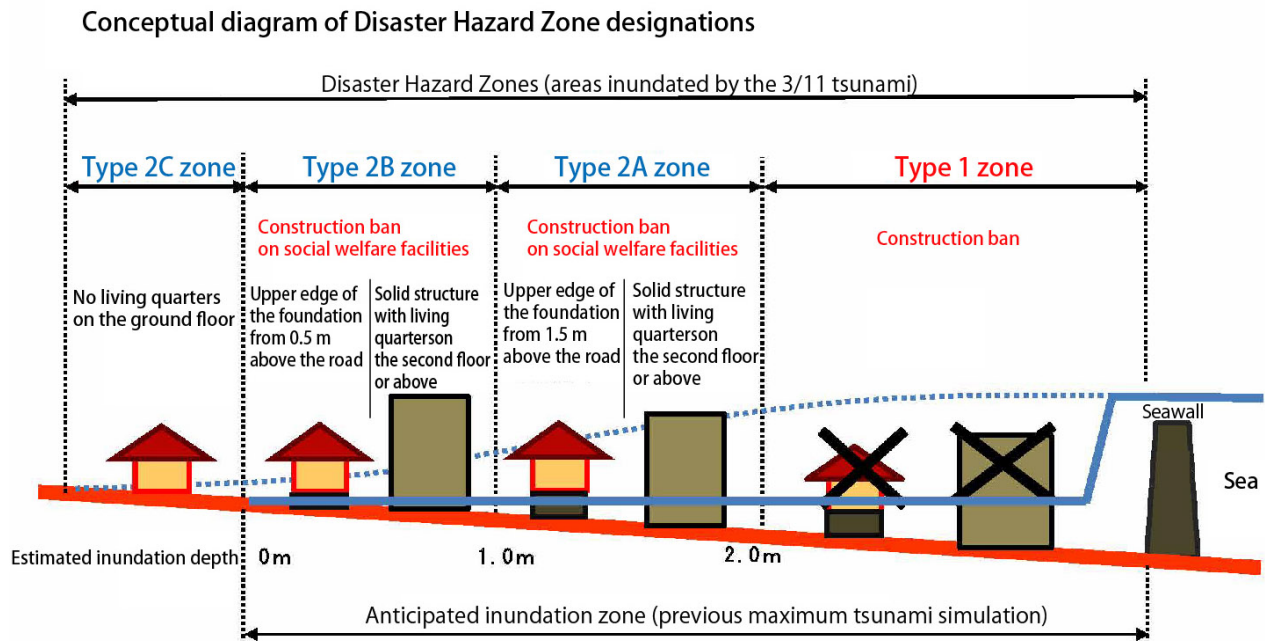 Conceptual diagram of Disaster Hazard Zone designations
Disaster Hazard Zones (areas inundated by the 3/11 tsunami)
Type 2C zone
Type 2B zone
Type 2A zone
Type 1 zone
Construction ban
on social welfare facilities
Construction ban
on social welfare facilities
Construction ban
No living quarters
on the ground floor
Upper edge of
the foundation
from 0.5 m
above the road
Solid structure
with living
quarterson
the second floor
or above
Upper edge of
the foundation
from 1.5 m
above the road
Solid structure
with living
quarterson
the second floor
or above
Seawall
Sea
Estimated inundation depth
0m
1.0m
2.0m
Anticipated inundation zone (previous maximum tsunami simulation)